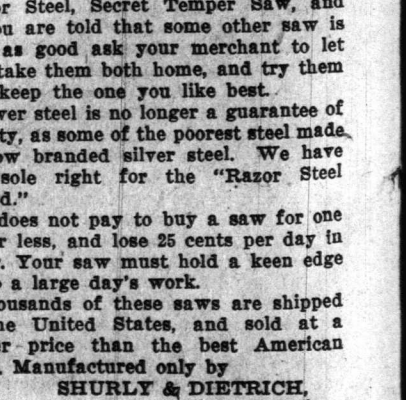 r Steel, Secret Temper Saw, and
u are told that some other saw is
as good ask your merchant to let
take them both home, and try them
keep the one you like best.
ver steel is no longer a guarantee of
ty, as some of the poorest steel made
ow branded silver steel. We have
sole right for the "Razor Steel
d."
does not pay to buy a saw for one
r less, and lose 25 cents per day in
. Your saw must hold a keen edge
a large day's work.
ousands of these saws are shipped
he United States, and sold at a
er price than the best American
. Manufactured only by
SHURLY & DIETRICH,